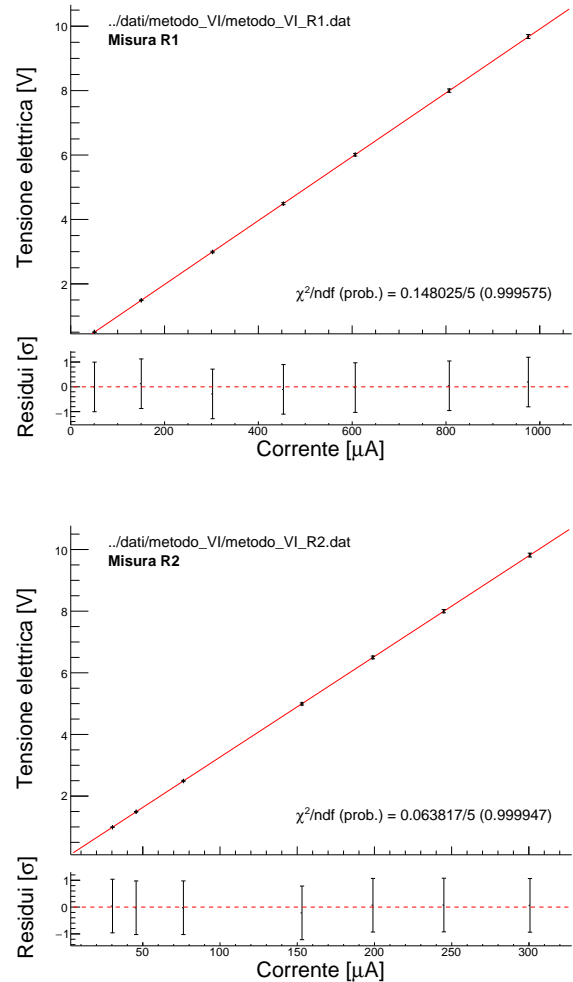 ../dati/metodo_VI/metodo_VI_R1.dat
Misura R1
Tensione elettrica [V]
10
8
6
4
2
χ²/ndf (prob.) = 0.148025/5 (0.999575)
Residui [σ]
1
0
−1
0 200 400 600 800 1000
Corrente [μA]
../dati/metodo_VI/metodo_VI_R2.dat
Misura R2
Tensione elettrica [V]
10
8
6
4
2
χ²/ndf (prob.) = 0.063817/5 (0.999947)
Residui [σ]
1
0
−1
50 100 150 200 250 300
Corrente [μA]